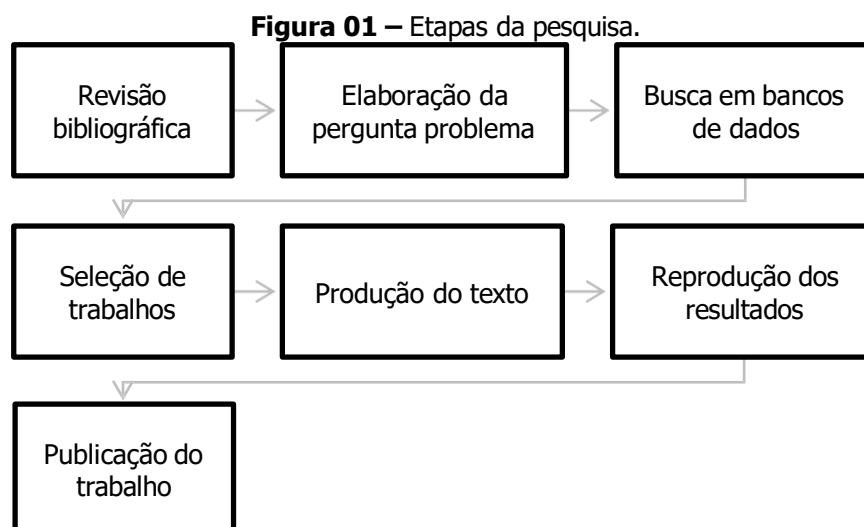 Figura 01 – Etapas da pesquisa.
Revisão
bibliográfica
Elaboração da
pergunta problema
Busca em bancos
de dados
Seleção de
trabalhos
Produção do texto
Reprodução dos
resultados
Publicação do
trabalho